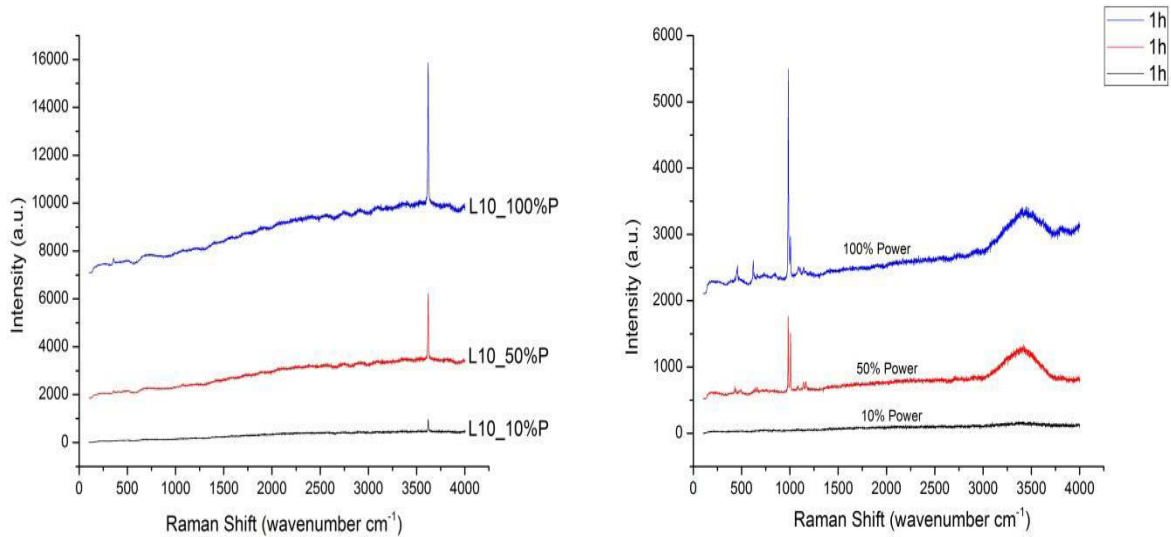 16000
14000
12000
10000
8000
6000
4000
2000
0
Intensity (a.u.)
L10_100%P
L10_50%P
L10_10%P
0 500 1000 1500 2000 2500 3000 3500 4000
Raman Shift (wavenumber cm⁻¹)
1h
1h
1h
6000
5000
4000
3000
2000
1000
0
Intensity (a.u.)
100% Power
50% Power
10% Power
0 500 1000 1500 2000 2500 3000 3500 4000
Raman Shift (wavenumber cm⁻¹)